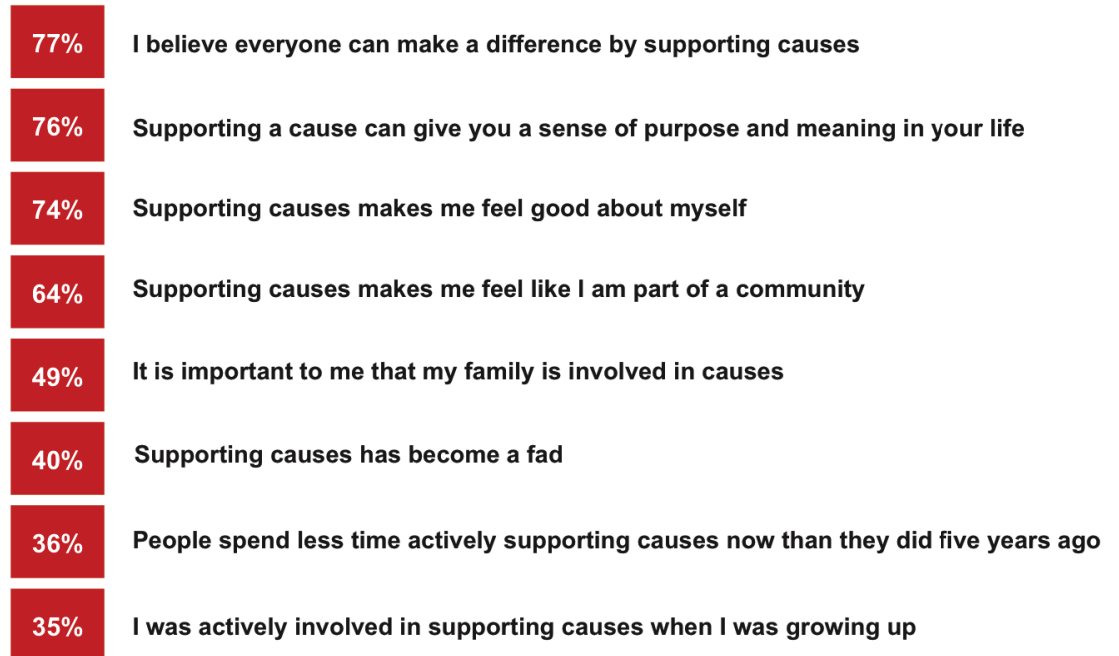 77% I believe everyone can make a difference by supporting causes
76% Supporting a cause can give you a sense of purpose and meaning in your life
74% Supporting causes makes me feel good about myself
64% Supporting causes makes me feel like I am part of a community
49% It is important to me that my family is involved in causes
40% Supporting causes has become a fad
36% People spend less time actively supporting causes now than they did five years ago
35% I was actively involved in supporting causes when I was growing up